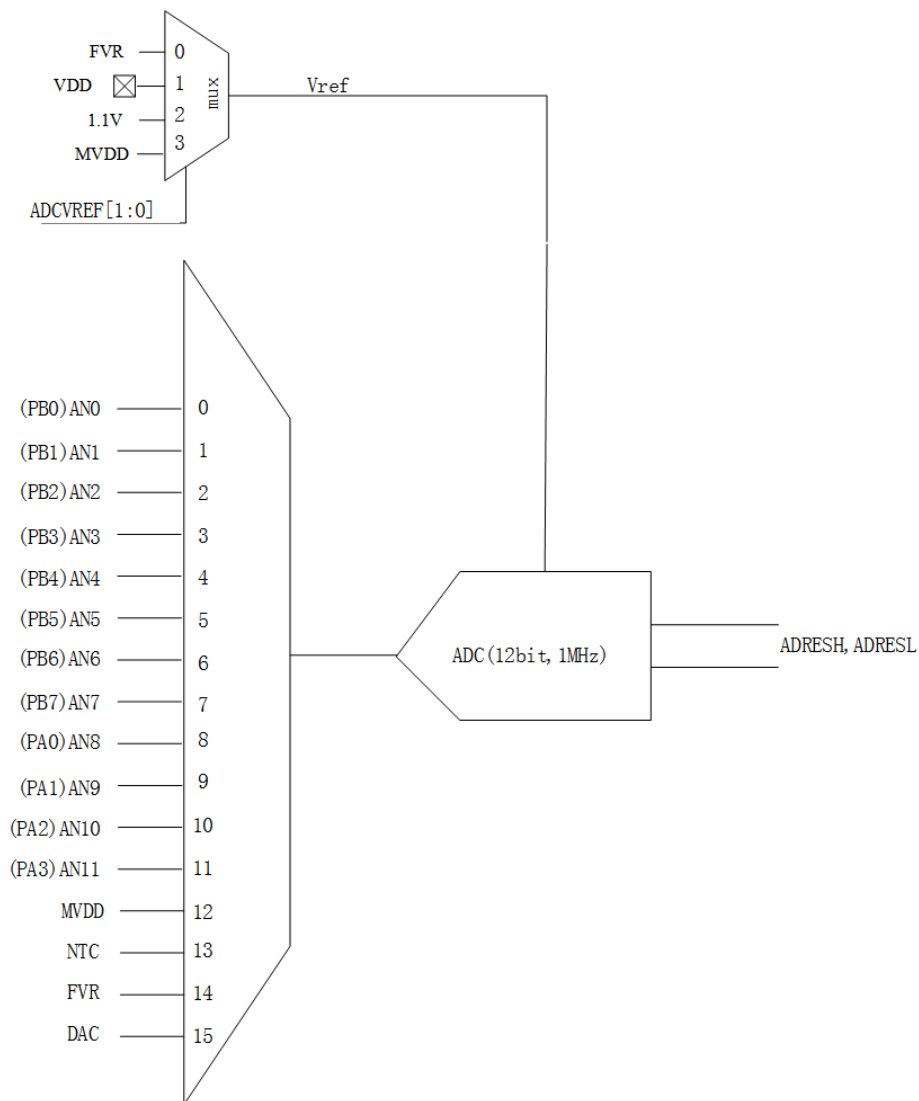 FVR
0
VDD
1
1.1V
2
MVDD
3
mux
Vref
ADCVREF[1:0]
(PB0)AN0
0
(PB1)AN1
1
(PB2)AN2
2
(PB3)AN3
3
(PB4)AN4
4
(PB5)AN5
5
(PB6)AN6
6
(PB7)AN7
7
(PA0)AN8
8
(PA1)AN9
9
(PA2)AN10
10
(PA3)AN11
11
MVDD
12
NTC
13
FVR
14
DAC
15
ADC(12bit,1MHz)
ADRESH,ADRESL